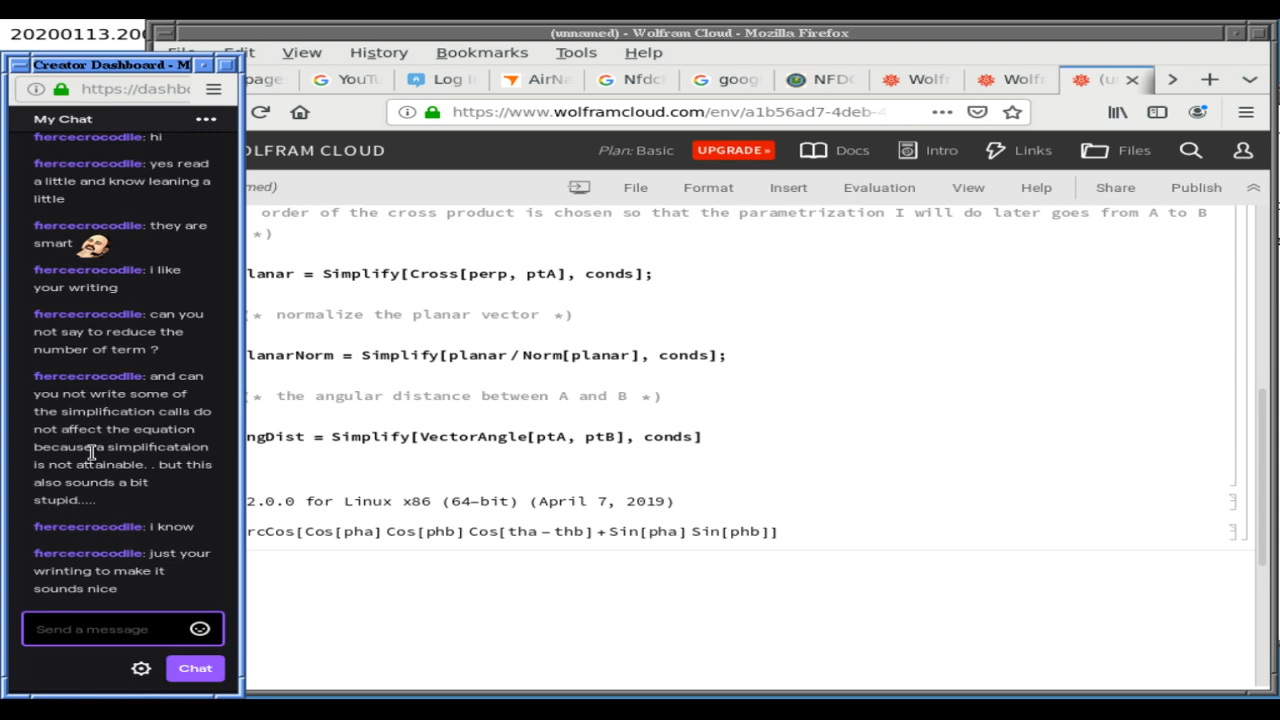 20200113.20
(unnamed) - Wolfram Cloud - Mozilla Firefox
File Edit View History Bookmarks Tools Help
Creator Dashboard - M
page YouT Log In AirNa Nfdc goog NFDC Wolfr Wolfr (u
https://dashbo
https://www.wolframcloud.com/env/a1b56ad7-4deb-4
My Chat
OLFRAM CLOUD Plan: Basic UPGRADE» Docs Intro Links Files
med) File Format Insert Evaluation View Help Share Publish
fiercecrocodile: hi
fiercecrocodile: yes read
a little and know leaning a
little
fiercecrocodile: they are
smart
fiercecrocodile: i like
your writing
fiercecrocodile: can you
not say to reduce the
number of term ?
fiercecrocodile: and can
you not write some of
the simplification calls do
not affect the equation
because a simplificataion
is not attainable. . but this
also sounds a bit
stupid.....
fiercecrocodile: i know
fiercecrocodile: just your
wrinting to make it
sounds nice
Send a message
Chat
order of the cross product is chosen so that the parametrization I will do later goes from A to B
*)
lanar = Simplify[Cross[perp, ptA], conds];
(* normalize the planar vector *)
lanarNorm = Simplify[planar/Norm[planar], conds];
(* the angular distance between A and B *)
ngDist = Simplify[VectorAngle[ptA, ptB], conds]
2.0.0 for Linux x86 (64-bit) (April 7, 2019)
rcCos[Cos[pha] Cos[phb] Cos[tha - thb] + Sin[pha] Sin[phb]]